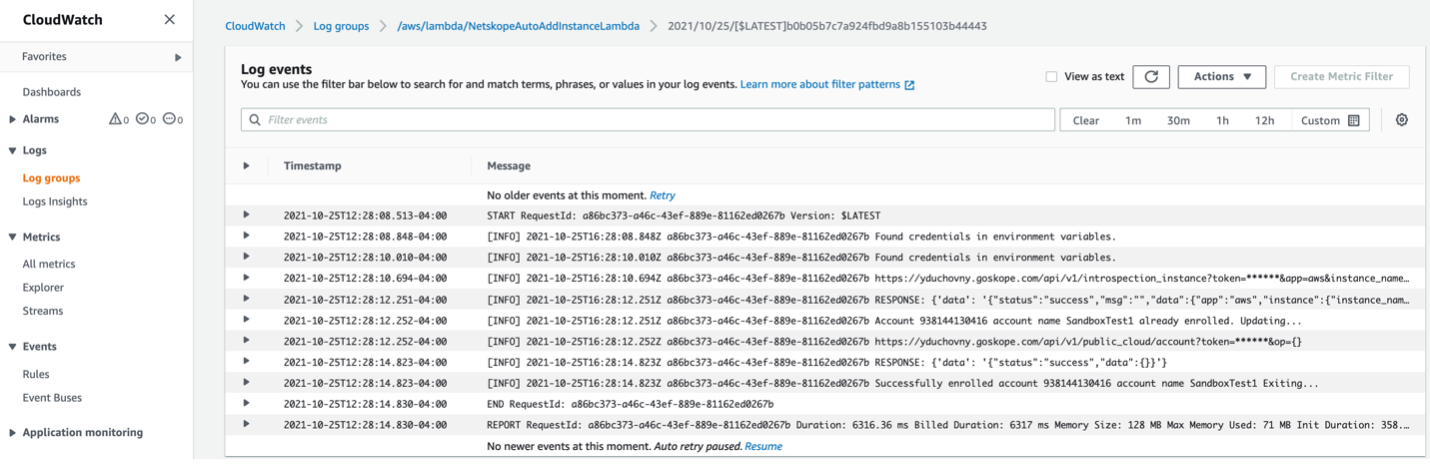 CloudWatch
Favorites
Dashboards
Alarms 0 0 0
Logs
Log groups
Logs Insights
Metrics
All metrics
Explorer
Streams
Events
Rules
Event Buses
Application monitoring
CloudWatch Log groups /aws/lambda/NetskopeAutoAddInstanceLambda 2021/10/25/[$LATEST]b0b05b7c7a924fbd9a8b155103b44443
Log events
You can use the filter bar below to search for and match terms, phrases, or values in your log events. Learn more about filter patterns
View as text Actions Create Metric Filter
Filter events Clear 1m 30m 1h 12h Custom
Timestamp Message
No older events at this moment. Retry
2021-10-25T12:28:08.513-04:00 START RequestId: a86bc373-a46c-43ef-889e-81162ed0267b Version: $LATEST
2021-10-25T12:28:08.848-04:00 [INFO] 2021-10-25T16:28:08.848Z a86bc373-a46c-43ef-889e-81162ed0267b Found credentials in environment variables.
2021-10-25T12:28:10.010-04:00 [INFO] 2021-10-25T16:28:10.010Z a86bc373-a46c-43ef-889e-81162ed0267b Found credentials in environment variables.
2021-10-25T12:28:10.694-04:00 [INFO] 2021-10-25T16:28:10.694Z a86bc373-a46c-43ef-889e-81162ed0267b https://yduchovny.goskope.com/api/v1/introspection_instance?token=******&app=aws&instance_name…
2021-10-25T12:28:12.251-04:00 [INFO] 2021-10-25T16:28:12.251Z a86bc373-a46c-43ef-889e-81162ed0267b RESPONSE: {'data': '{"status":"success","msg":"","data":{"app":"aws","instance":{"instance_nam…
2021-10-25T12:28:12.252-04:00 [INFO] 2021-10-25T16:28:12.251Z a86bc373-a46c-43ef-889e-81162ed0267b Account 938144130416 account name SandboxTest1 already enrolled. Updating...
2021-10-25T12:28:12.252-04:00 [INFO] 2021-10-25T16:28:12.252Z a86bc373-a46c-43ef-889e-81162ed0267b https://yduchovny.goskope.com/api/v1/public_cloud/account?token=******&op={}
2021-10-25T12:28:14.823-04:00 [INFO] 2021-10-25T16:28:14.823Z a86bc373-a46c-43ef-889e-81162ed0267b RESPONSE: {'data': '{"status":"success","data":{}}'}
2021-10-25T12:28:14.823-04:00 [INFO] 2021-10-25T16:28:14.823Z a86bc373-a46c-43ef-889e-81162ed0267b Successfully enrolled account 938144130416 account name SandboxTest1 Exiting...
2021-10-25T12:28:14.830-04:00 END RequestId: a86bc373-a46c-43ef-889e-81162ed0267b
2021-10-25T12:28:14.830-04:00 REPORT RequestId: a86bc373-a46c-43ef-889e-81162ed0267b Duration: 6316.36 ms Billed Duration: 6317 ms Memory Size: 128 MB Max Memory Used: 71 MB Init Duration: 358.…
No newer events at this moment. Auto retry paused. Resume